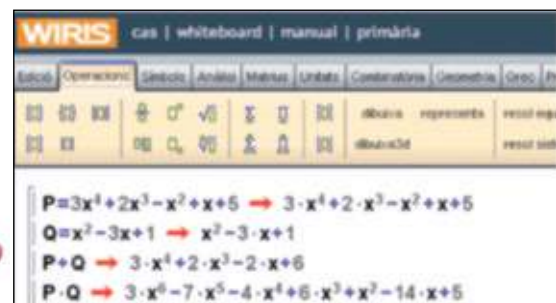 WIRIS cas | whiteboard | manual | primària
Edició Operacions Símbols Anàlisi Matrius Unitats Combinatòria Geometria Grec
dibuixa representa resol
dibuixa3d resol
P=3x⁴+2x³−x²+x+5 ➡ 3·x⁴+2·x³−x²+x+5
Q=x²−3x+1 ➡ x²−3·x+1
P+Q ➡ 3·x⁴+2·x³−2·x+6
P·Q ➡ 3·x⁶−7·x⁵−4·x⁴+6·x³+x²−14·x+5